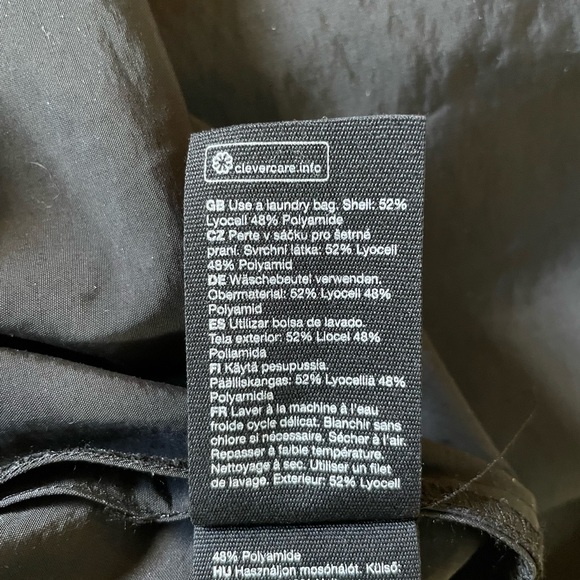 clevercare.info
GB Use a laundry bag. Shell: 52%
Lyocell 48% Polyamide
CZ Perte v sáčku pro šetrné
praní. Svrchní látka: 52% Lyocell
48% Polyamid
DE Wäschebeutel verwenden.
Obermaterial: 52% Lyocell 48%
Polyamid
ES Utilizar bolsa de lavado.
Tela exterior: 52% Liocel 48%
Poliamida
FI Käytä pesupussia.
Päälliskangas: 52% Lyocelliä 48%
Polyamidia
FR Laver à la machine à l'eau
froide cycle délicat. Blanchir sans
chlore si nécessaire. Sécher à l'air.
Repasser à faible température.
Nettoyage à sec. Utiliser un filet
de lavage. Exterieur: 52% Lyocell
48% Polyamide
HU Használjon mosóhálót. Külső: